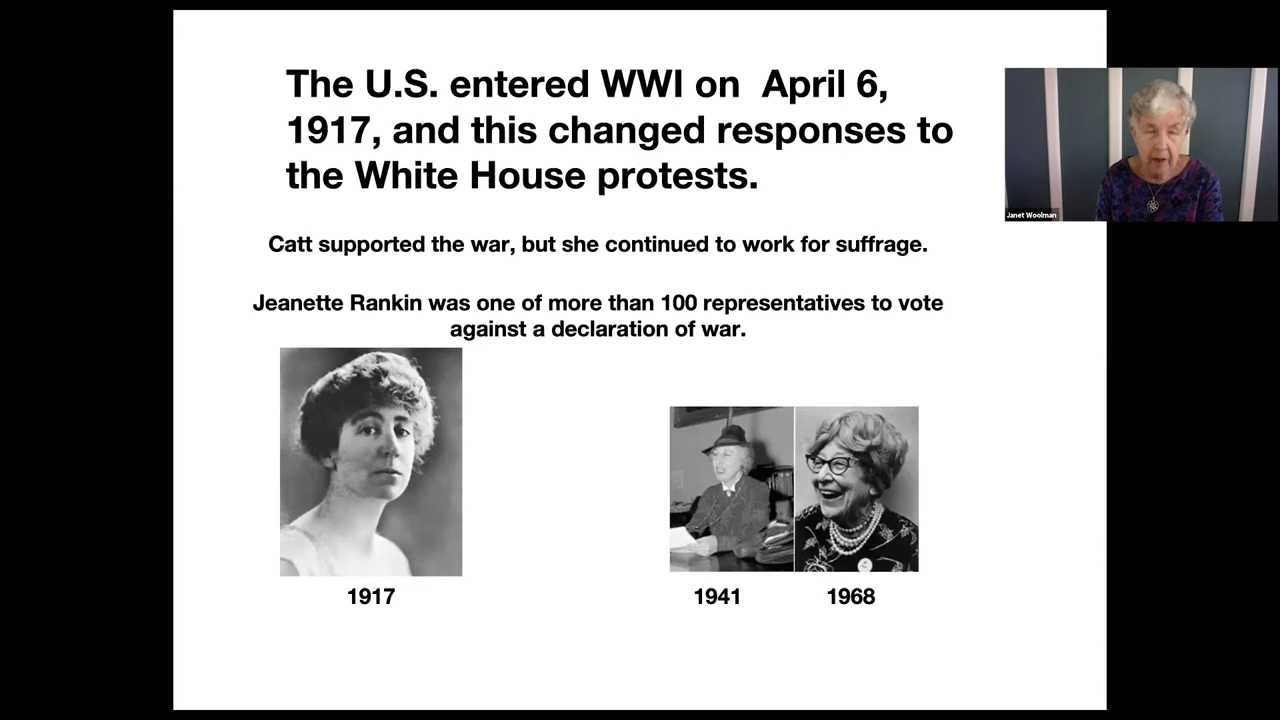 The U.S. entered WWI on  April 6,
1917, and this changed responses to
the White House protests.
Catt supported the war, but she continued to work for suffrage.
Jeanette Rankin was one of more than 100 representatives to vote
against a declaration of war.
1917
1941
1968
Janet Woolman